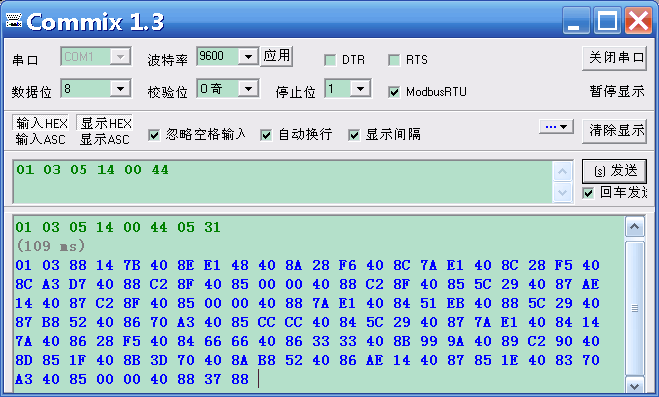 Commix 1.3
串口 COM1 波特率 9600 应用 DTR RTS 关闭串口
数据位 8 校验位 0 奇 停止位 1 ModbusRTU 暂停显示
输入HEX 显示HEX
输入ASC 显示ASC 忽略空格输入 自动换行 显示间隔 ... 清除显示
01 03 05 14 00 44 (s) 发送
回车发送
01 03 05 14 00 44 05 31
(109 ms)
01 03 88 14 7B 40 8E E1 48 40 8A 28 F6 40 8C 7A E1 40 8C 28 F5 40
8C A3 D7 40 88 C2 8F 40 85 00 00 40 88 C2 8F 40 85 5C 29 40 87 AE
14 40 87 C2 8F 40 85 00 00 40 88 7A E1 40 84 51 EB 40 88 5C 29 40
87 B8 52 40 86 70 A3 40 85 CC CC 40 84 5C 29 40 87 7A E1 40 84 14
7A 40 86 28 F5 40 84 66 66 40 86 33 33 40 8B 99 9A 40 89 C2 90 40
8D 85 1F 40 8B 3D 70 40 8A B8 52 40 86 AE 14 40 87 85 1E 40 83 70
A3 40 85 00 00 40 88 37 88